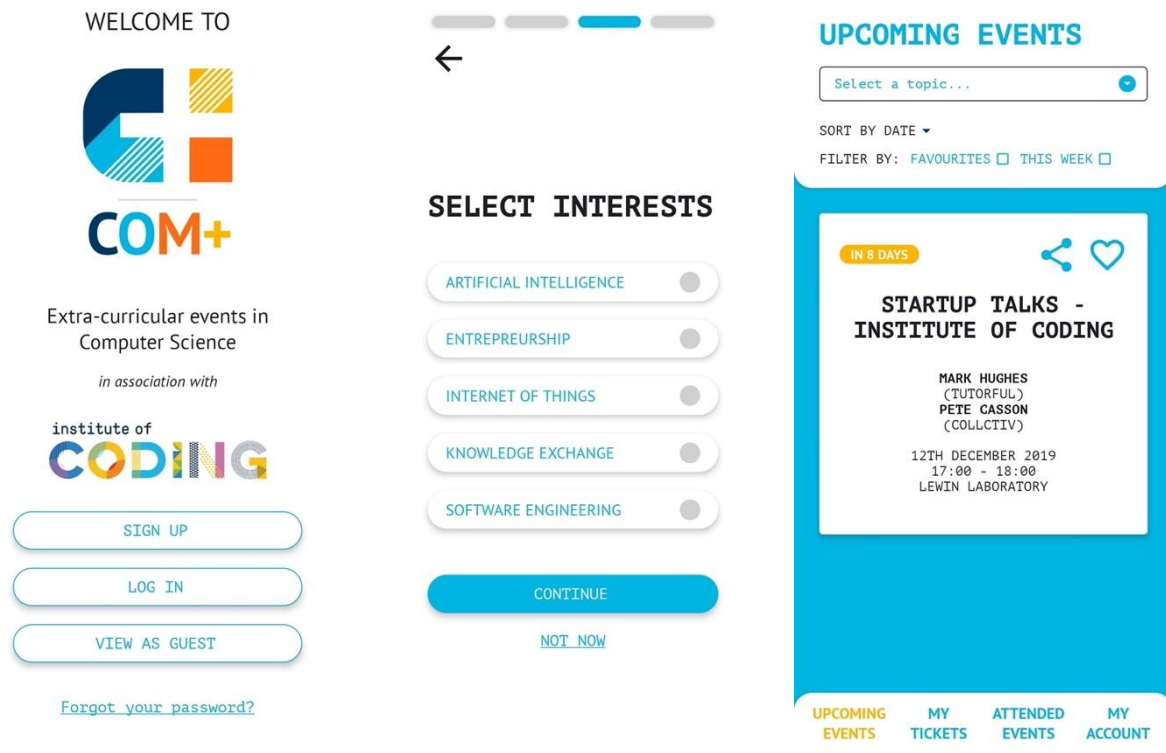 WELCOME TO
COM+
Extra-curricular events in
Computer Science
in association with
institute of
CODING
SIGN UP
LOG IN
VIEW AS GUEST
Forgot your password?
SELECT INTERESTS
ARTIFICIAL INTELLIGENCE
ENTREPREURSHIP
INTERNET OF THINGS
KNOWLEDGE EXCHANGE
SOFTWARE ENGINEERING
CONTINUE
NOT NOW
UPCOMING EVENTS
Select a topic...
SORT BY DATE
FILTER BY: FAVOURITES THIS WEEK
IN 8 DAYS
STARTUP TALKS -
INSTITUTE OF CODING
MARK HUGHES
(TUTORFUL)
PETE CASSON
(COLLCTIV)
12TH DECEMBER 2019
17:00 - 18:00
LEWIN LABORATORY
UPCOMING EVENTS
MY TICKETS
ATTENDED EVENTS
MY ACCOUNT